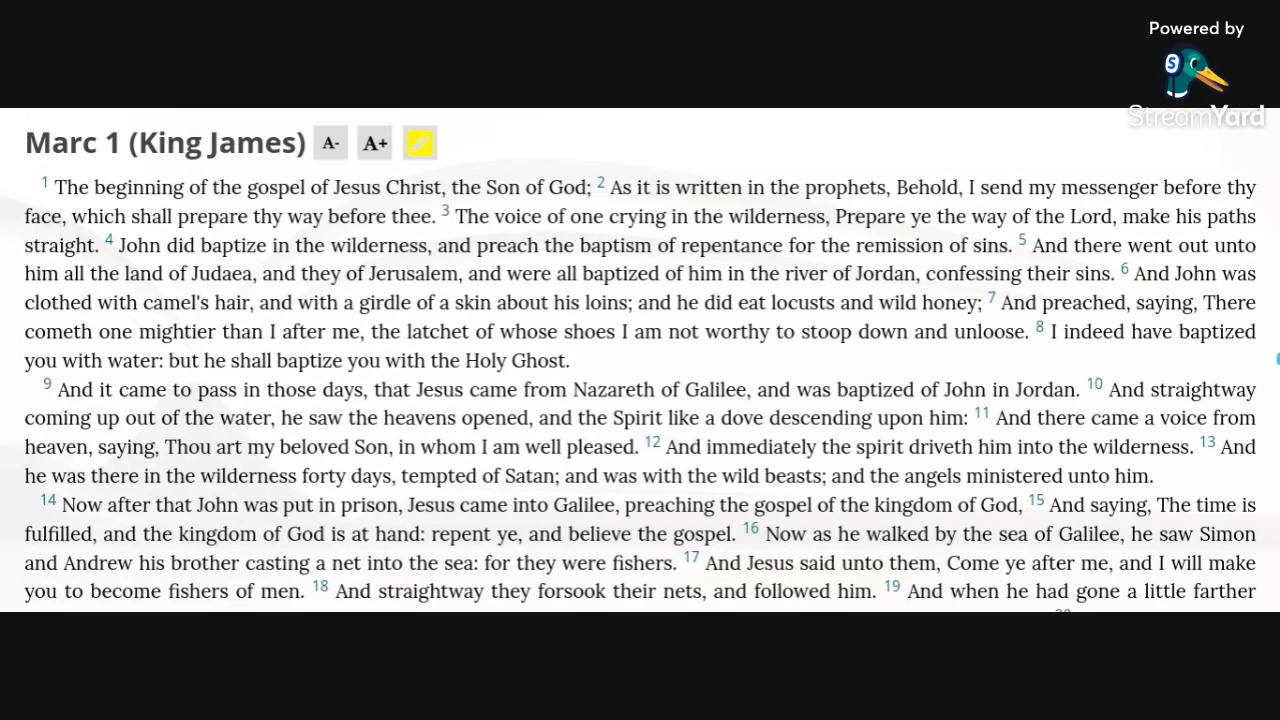 Powered by
S
StreamYard
Marc 1 (King James) A- A+
1 The beginning of the gospel of Jesus Christ, the Son of God; 2 As it is written in the prophets, Behold, I send my messenger before thy
face, which shall prepare thy way before thee. 3 The voice of one crying in the wilderness, Prepare ye the way of the Lord, make his paths
straight. 4 John did baptize in the wilderness, and preach the baptism of repentance for the remission of sins. 5 And there went out unto
him all the land of Judaea, and they of Jerusalem, and were all baptized of him in the river of Jordan, confessing their sins. 6 And John was
clothed with camel's hair, and with a girdle of a skin about his loins; and he did eat locusts and wild honey; 7 And preached, saying, There
cometh one mightier than I after me, the latchet of whose shoes I am not worthy to stoop down and unloose. 8 I indeed have baptized
you with water: but he shall baptize you with the Holy Ghost.
9 And it came to pass in those days, that Jesus came from Nazareth of Galilee, and was baptized of John in Jordan. 10 And straightway
coming up out of the water, he saw the heavens opened, and the Spirit like a dove descending upon him: 11 And there came a voice from
heaven, saying, Thou art my beloved Son, in whom I am well pleased. 12 And immediately the spirit driveth him into the wilderness. 13 And
he was there in the wilderness forty days, tempted of Satan; and was with the wild beasts; and the angels ministered unto him.
14 Now after that John was put in prison, Jesus came into Galilee, preaching the gospel of the kingdom of God, 15 And saying, The time is
fulfilled, and the kingdom of God is at hand: repent ye, and believe the gospel. 16 Now as he walked by the sea of Galilee, he saw Simon
and Andrew his brother casting a net into the sea: for they were fishers. 17 And Jesus said unto them, Come ye after me, and I will make
you to become fishers of men. 18 And straightway they forsook their nets, and followed him. 19 And when he had gone a little farther